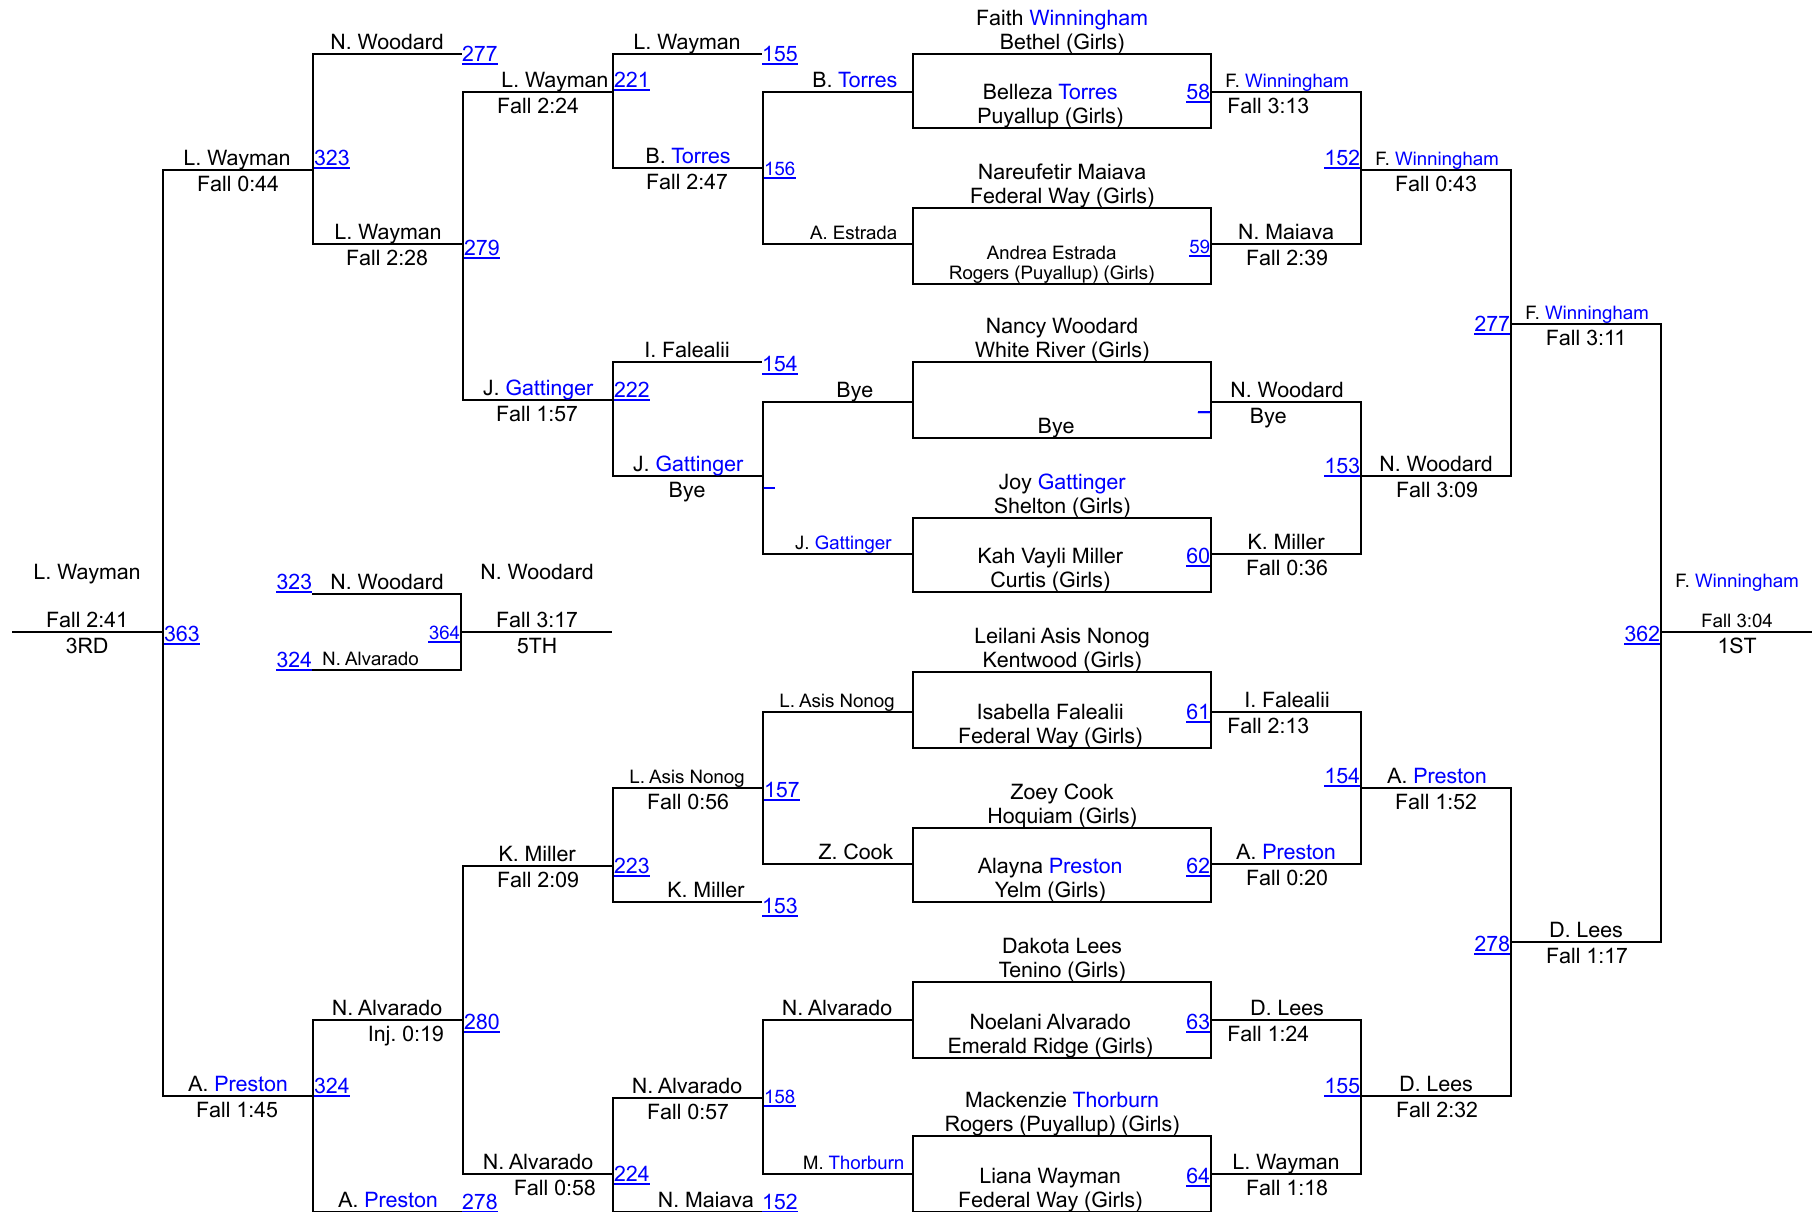 Faith Winningham
N. Woodard
L. Wayman
Bethel (Girls)
277
155
L. Wayman
221
B. Torres
F. Winningham
Belleza Torres
58
Fall 2:24
Puyallup (Girls)
Fall 3:13
L. Wayman
323
B. Torres
156
152
F. Winningham
Fall 0:44
Fall 2:47
Nareufetir Maiava
Fall 0:43
Federal Way (Girls)
L. Wayman
279
A. Estrada
N. Maiava
Fall 2:28
Andrea Estrada
59
Fall 2:39
Rogers (Puyallup) (Girls)
277
F. Winningham
Nancy Woodard
Fall 3:11
I. Falealii
154
White River (Girls)
J. Gattinger
222
Bye
N. Woodard
Fall 1:57
Bye
Bye
J. Gattinger
153
N. Woodard
Bye
Joy Gattinger
Fall 3:09
Shelton (Girls)
J. Gattinger
K. Miller
Kah Vayli Miller
60
Fall 0:36
Curtis (Girls)
L. Wayman
323
N. Woodard
N. Woodard
F. Winningham
Fall 2:41
363
364
Fall 3:17
362
Fall 3:04
3RD
5TH
1ST
324
N. Alvarado
Leilani Asis Nonog
Kentwood (Girls)
L. Asis Nonog
I. Falealii
Isabella Falealii
61
Fall 2:13
Federal Way (Girls)
L. Asis Nonog
157
154
A. Preston
Fall 0:56
Zoey Cook
Fall 1:52
Hoquiam (Girls)
K. Miller
223
Z. Cook
A. Preston
Fall 2:09
Alayna Preston
62
Fall 0:20
K. Miller
153
Yelm (Girls)
278
D. Lees
Dakota Lees
Fall 1:17
Tenino (Girls)
N. Alvarado
280
N. Alvarado
D. Lees
Inj. 0:19
Noelani Alvarado
63
Fall 1:24
Emerald Ridge (Girls)
A. Preston
324
N. Alvarado
158
155
D. Lees
Fall 1:45
Fall 0:57
Mackenzie Thorburn
Fall 2:32
Rogers (Puyallup) (Girls)
N. Alvarado
224
M. Thorburn
L. Wayman
Fall 0:58
Liana Wayman
64
Fall 1:18
A. Preston
278
N. Maiava
152
Federal Way (Girls)